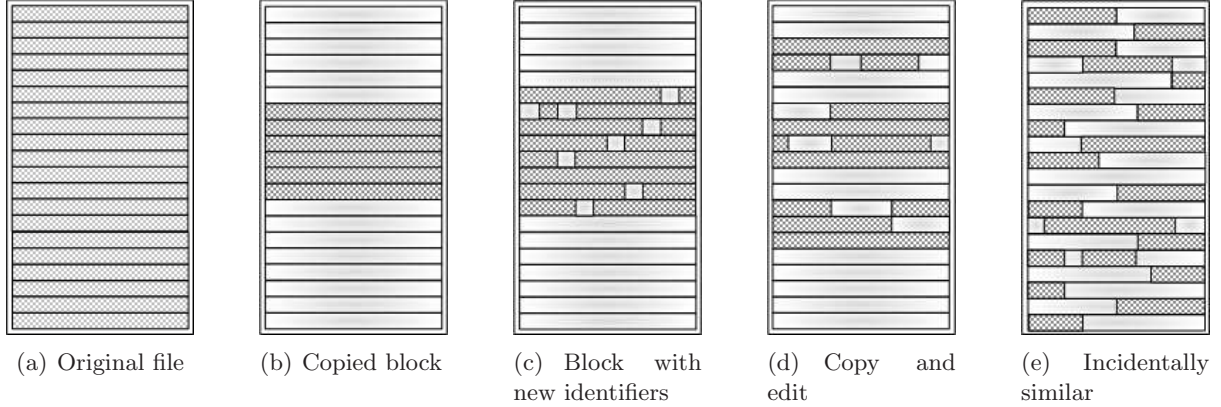 (a) Original file
(b) Copied block
(c) Block with
new identifiers
(d) Copy and
edit
(e) Incidentally
similar